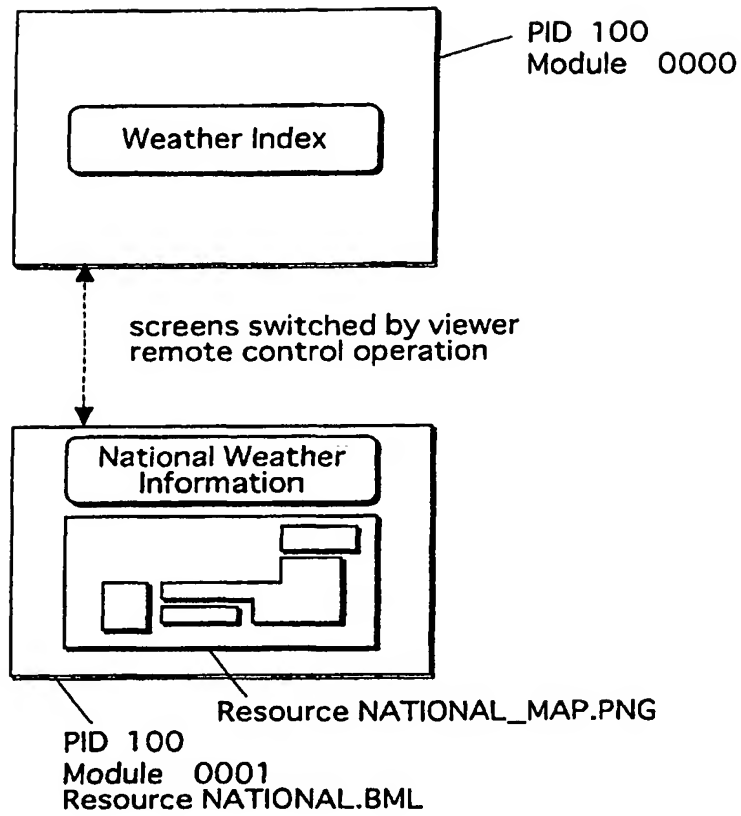 PID 100
Module 0000
Weather Index
screens switched by viewer
remote control operation
National Weather
Information
Resource NATIONAL_MAP.PNG
PID 100
Module 0001
Resource NATIONAL.BML